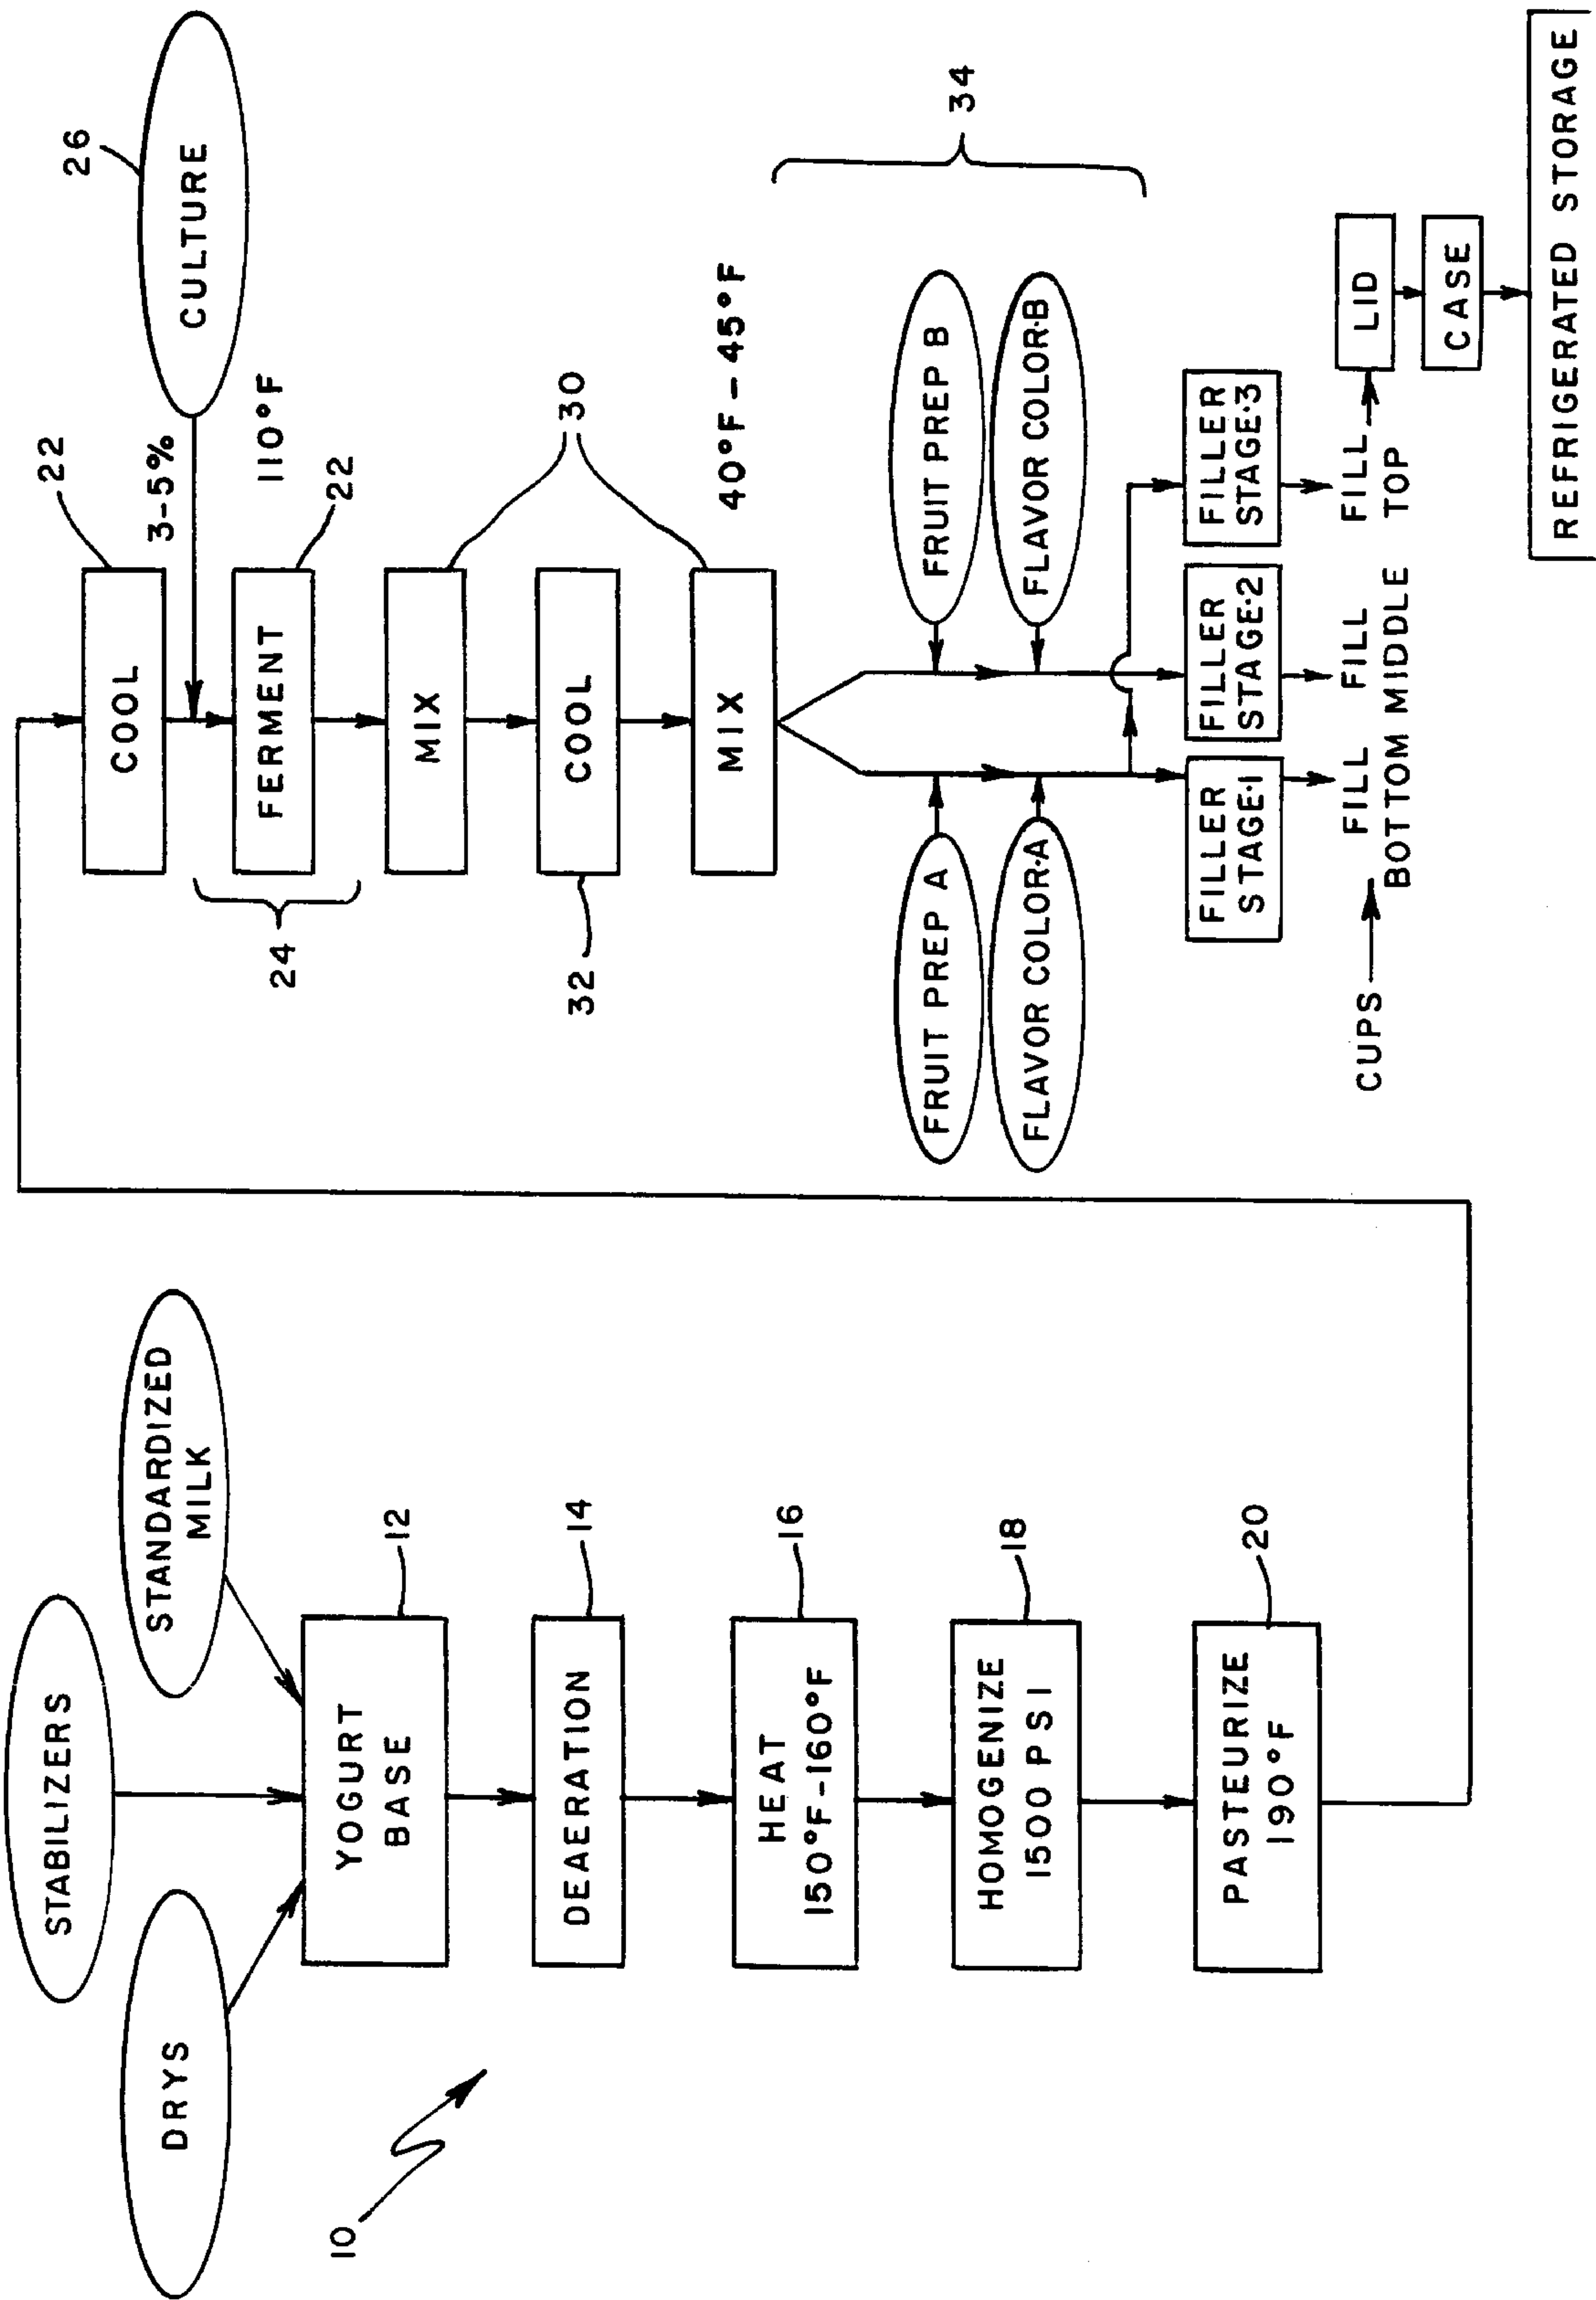 STABILIZERS
DRYS
STANDARDIZED
MILK
YOGURT
BASE
12
DEAERATION
14
HEAT
150°F-160°F
16
HOMOGENIZE
1500 PSI
18
PASTEURIZE
190°F
20
10
COOL
22
3-5%
CULTURE
26
110°F
FERMENT
22
24
MIX
30
COOL
32
MIX
40°F-45°F
FRUIT PREP A
FRUIT PREP B
FLAVOR COLOR·A
FLAVOR COLOR·B
34
FILLER
STAGE·1
FILLER
STAGE·2
FILLER
STAGE·3
CUPS
FILL
BOTTOM
FILL
MIDDLE
FILL
TOP
LID
CASE
REFRIGERATED STORAGE